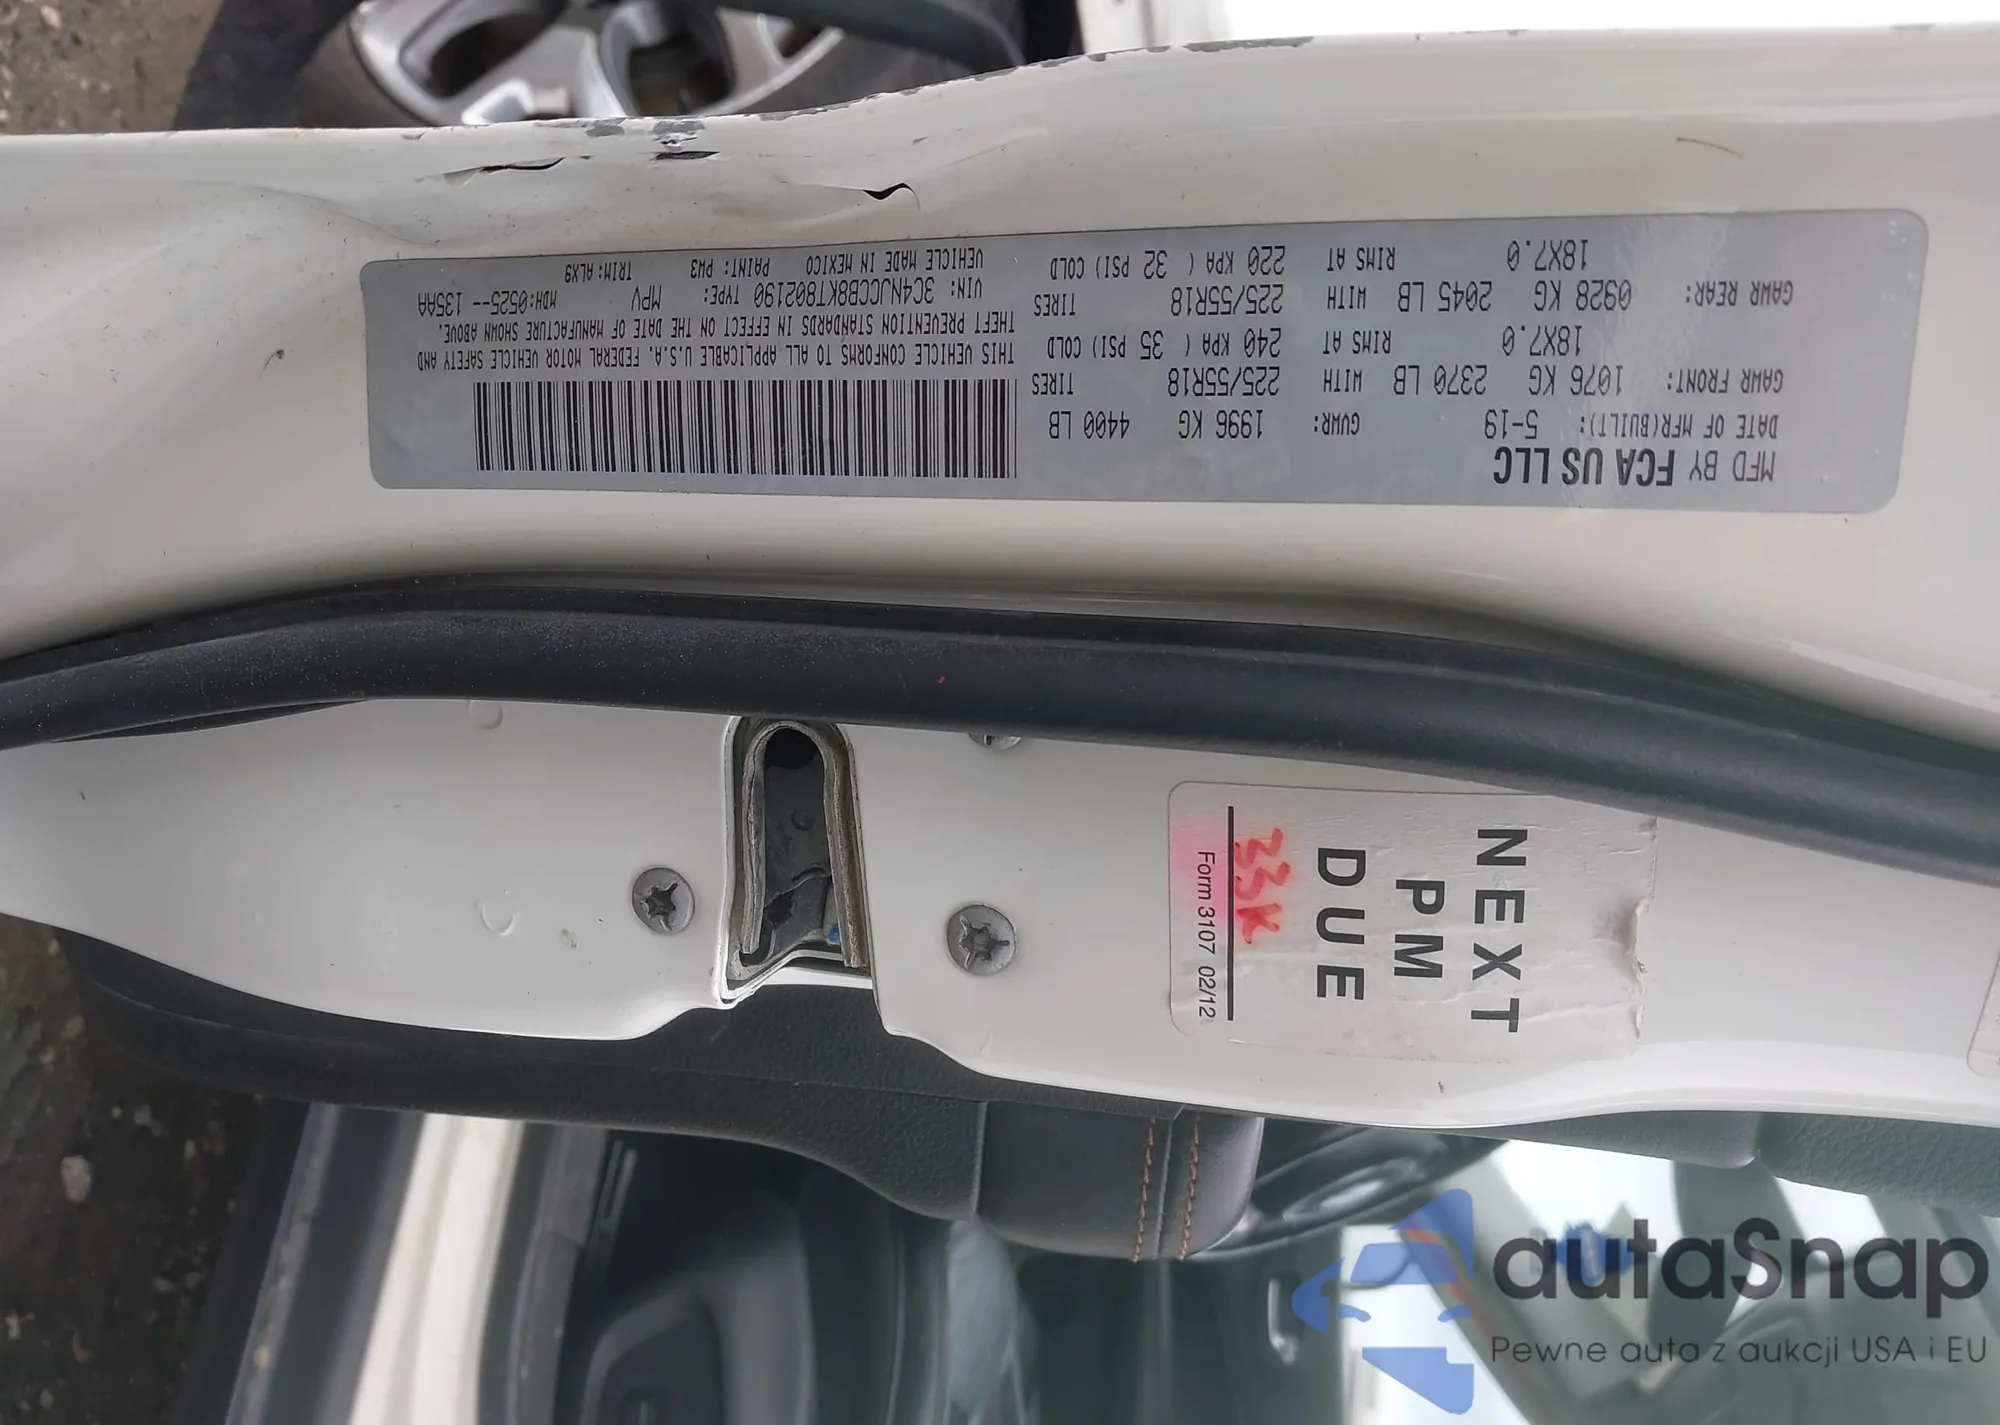 MFD BY FCA US LLC
DATE OF MFR(BUILT): 5-19 GVWR: 1996 KG 4400 LB
GAWR FRONT: 1076 KG 2370 LB WITH 225/55R18 TIRES
18X7.0 RIMS AT 240 KPA ( 35 PSI) COLD
GAWR REAR: 0928 KG 2045 LB WITH 225/55R18 TIRES
18X7.0 RIMS AT 220 KPA ( 32 PSI) COLD
THIS VEHICLE CONFORMS TO ALL APPLICABLE U.S.A. FEDERAL MOTOR VEHICLE SAFETY AND
THEFT PREVENTION STANDARDS IN EFFECT ON THE DATE OF MANUFACTURE SHOWN ABOVE.
VIN: 3C4NJCCB8KT802190 TYPE: MPV MDH:0525-- 135AA
VEHICLE MADE IN MEXICO PAINT: PW3 TRIM:ALX9
NEXT
PM
DUE
33K
Form 3107 02/12
autaSnap
Pewne auta z aukcji USA i EU